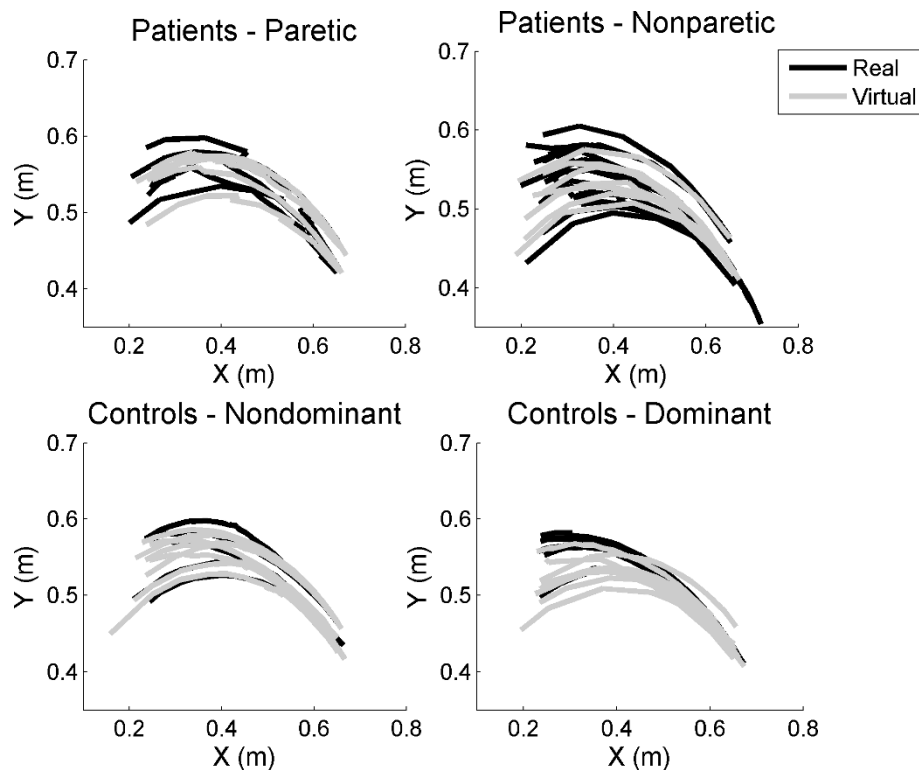 Patients - Paretic
Patients - Nonparetic
Real
Virtual
0.7
0.6
0.5
0.4
Y (m)
0.2 0.4 0.6 0.8
X (m)
0.7
0.6
0.5
0.4
Y (m)
0.2 0.4 0.6 0.8
X (m)
Controls - Nondominant
Controls - Dominant
0.7
0.6
0.5
0.4
Y (m)
0.2 0.4 0.6 0.8
X (m)
0.7
0.6
0.5
0.4
Y (m)
0.2 0.4 0.6 0.8
X (m)